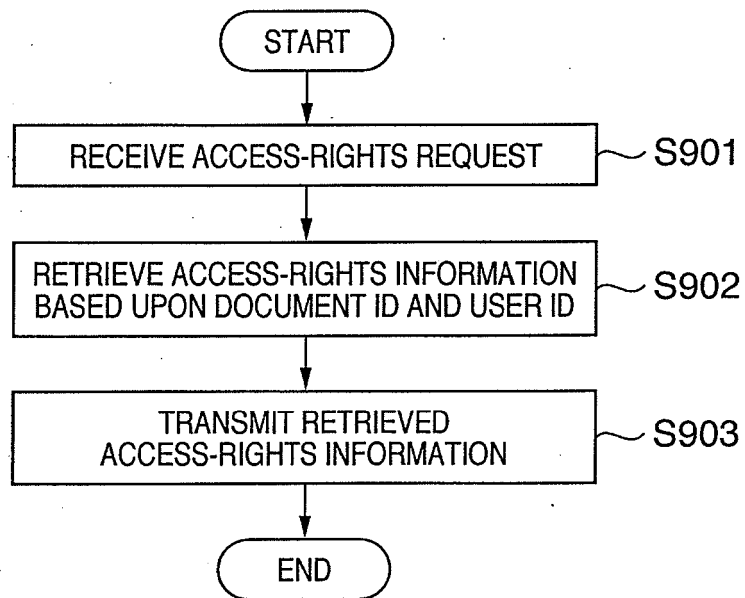 START
RECEIVE ACCESS-RIGHTS REQUEST
S901
RETRIEVE ACCESS-RIGHTS INFORMATION
BASED UPON DOCUMENT ID AND USER ID
S902
TRANSMIT RETRIEVED
ACCESS-RIGHTS INFORMATION
S903
END